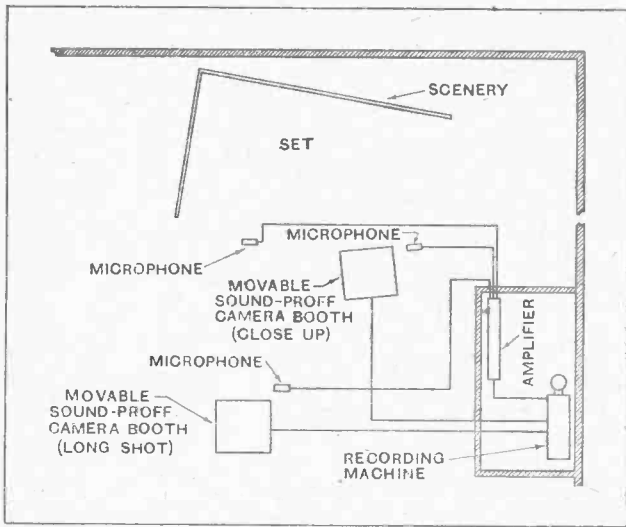 SCENERY
SET
MICROPHONE
MICROPHONE
MOVABLE
SOUND-PROFF
CAMERA BOOTH
(CLOSE UP)
AMPLIFIER
MICROPHONE
MOVABLE
SOUND-PROFF
CAMERA BOOTH
(LONG SHOT)
RECORDING
MACHINE